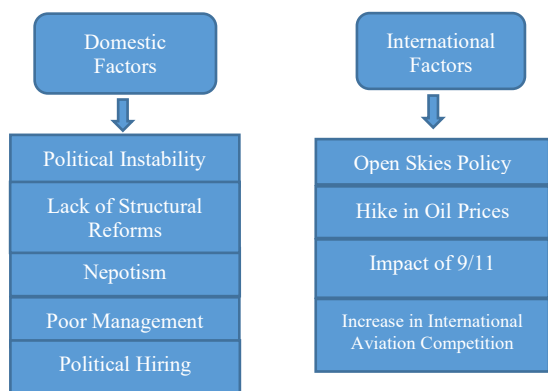 Domestic
Factors
Political Instability
Lack of Structural
Reforms
Nepotism
Poor Management
Political Hiring
International
Factors
Open Skies Policy
Hike in Oil Prices
Impact of 9/11
Increase in International
Aviation Competition